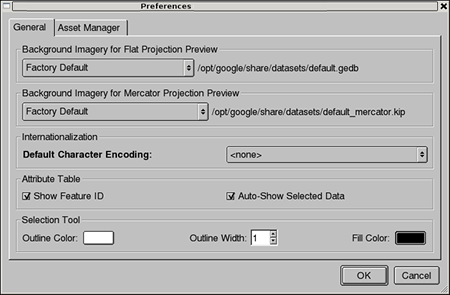 Preferences
General Asset Manager
Background Imagery for Flat Projection Preview
Factory Default /opt/google/share/datasets/default.gedb
Background Imagery for Mercator Projection Preview
Factory Default /opt/google/share/datasets/default_mercator.kip
Internationalization
Default Character Encoding: <none>
Attribute Table
Show Feature ID Auto-Show Selected Data
Selection Tool
Outline Color: Outline Width: 1 Fill Color:
OK Cancel